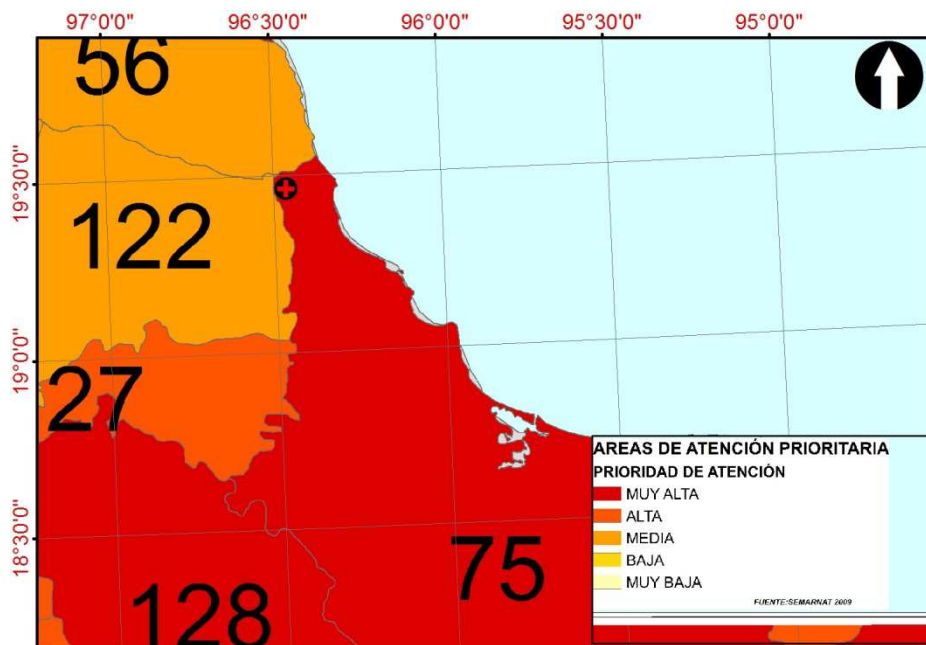 97°0'0" 96°30'0" 96°0'0" 95°30'0" 95°0'0"
56
19°30'0"
122
19°0'0"
27
18°30'0"
75
128
AREAS DE ATENCIÓN PRIORITARIA
PRIORIDAD DE ATENCIÓN
MUY ALTA
ALTA
MEDIA
BAJA
MUY BAJA
FUENTE:SEMARNAT 2009